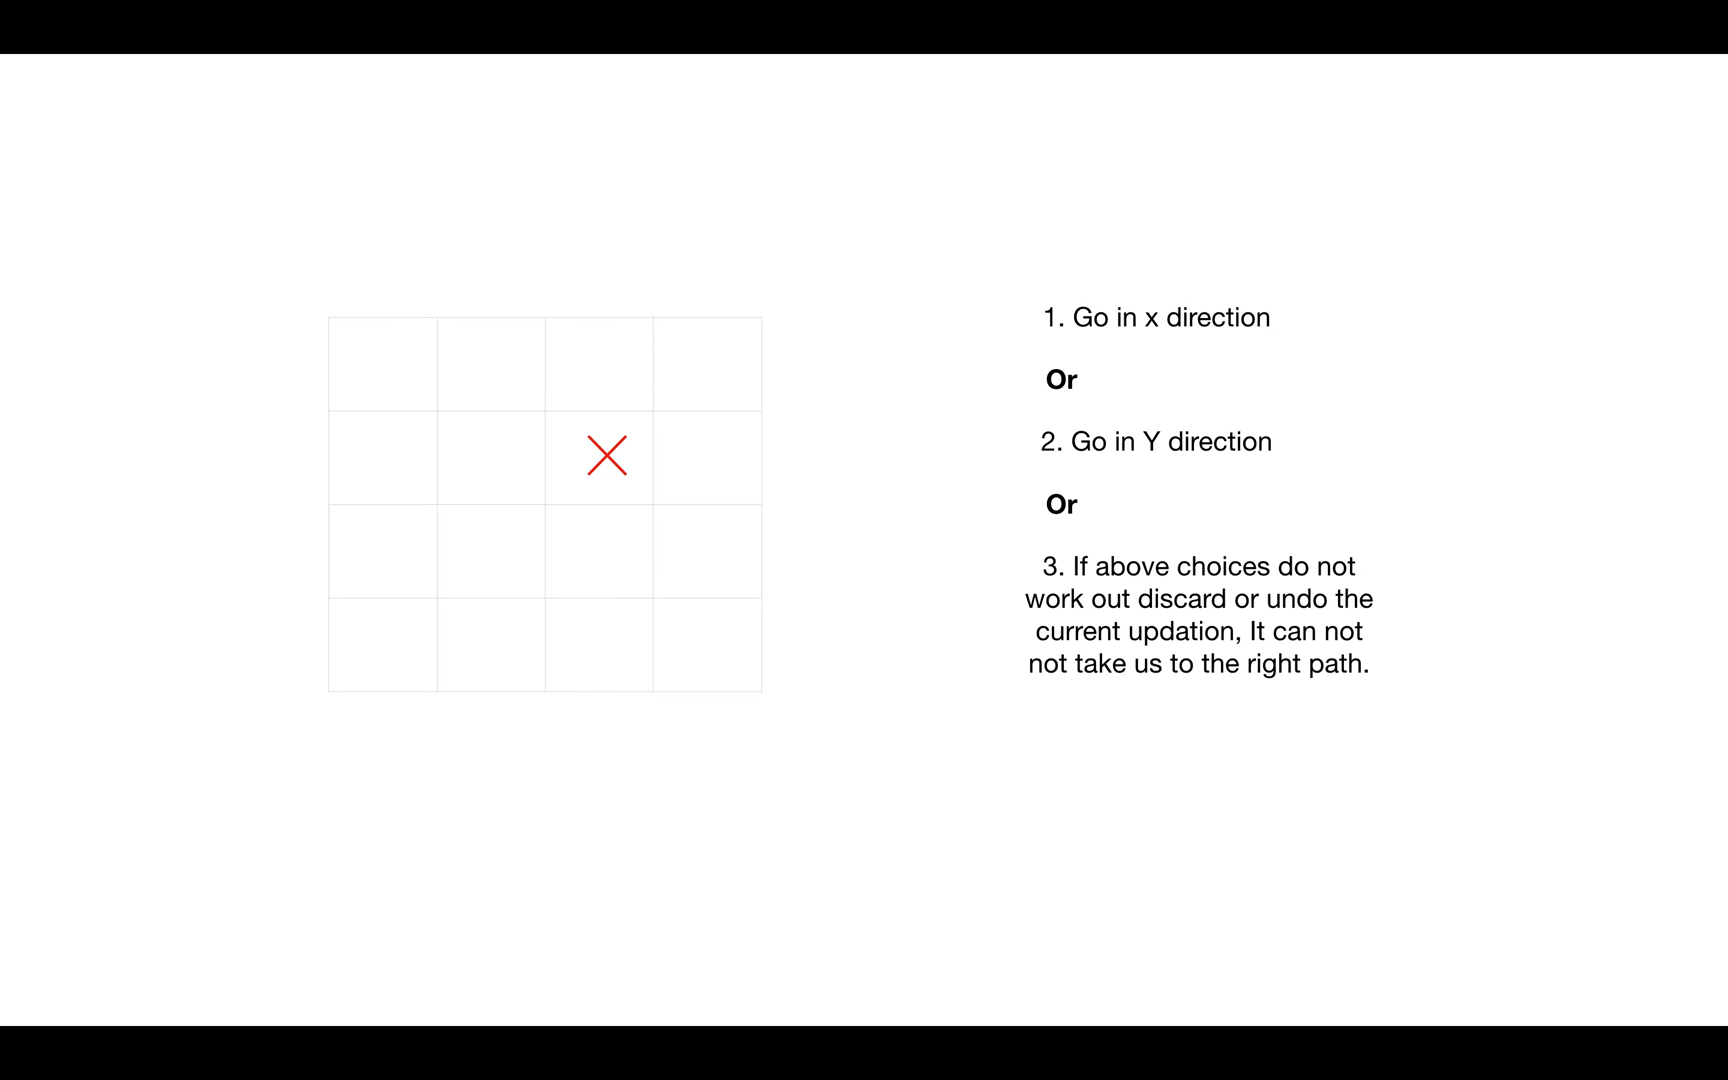 1. Go in x direction
Or
2. Go in Y direction
Or
3. If above choices do not
work out discard or undo the
current updation, It can not
not take us to the right path.